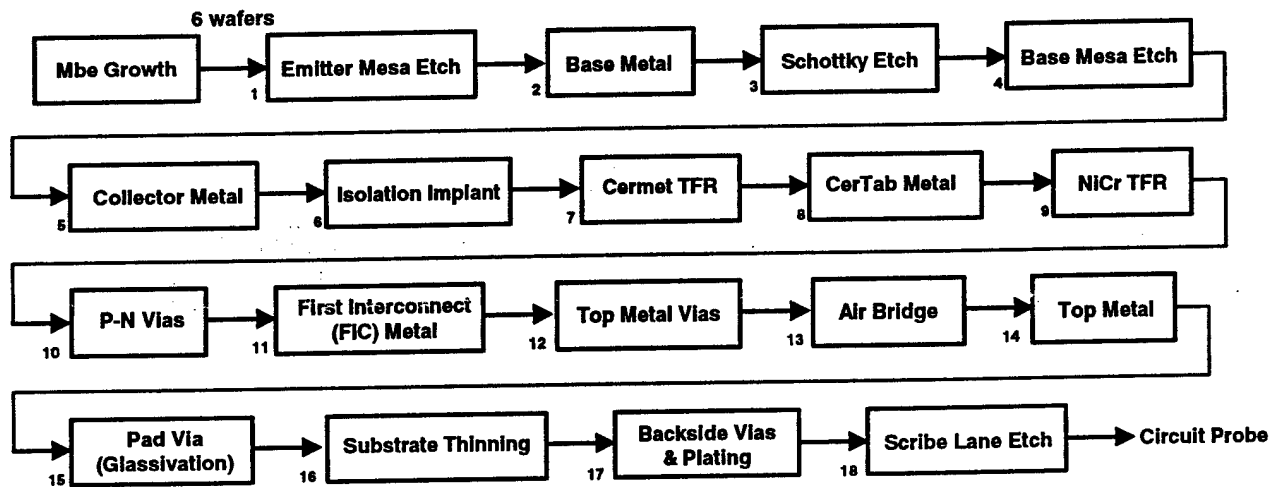 6 wafers
Mbe Growth
1
Emitter Mesa Etch
2
Base Metal
3
Schottky Etch
4
Base Mesa Etch
5
Collector Metal
6
Isolation Implant
7
Cermet TFR
8
CerTab Metal
9
NiCr TFR
10
P-N Vias
11
First Interconnect
(FIC) Metal
12
Top Metal Vias
13
Air Bridge
14
Top Metal
15
Pad Via
(Glassivation)
16
Substrate Thinning
17
Backside Vias
& Plating
18
Scribe Lane Etch
Circuit Probe